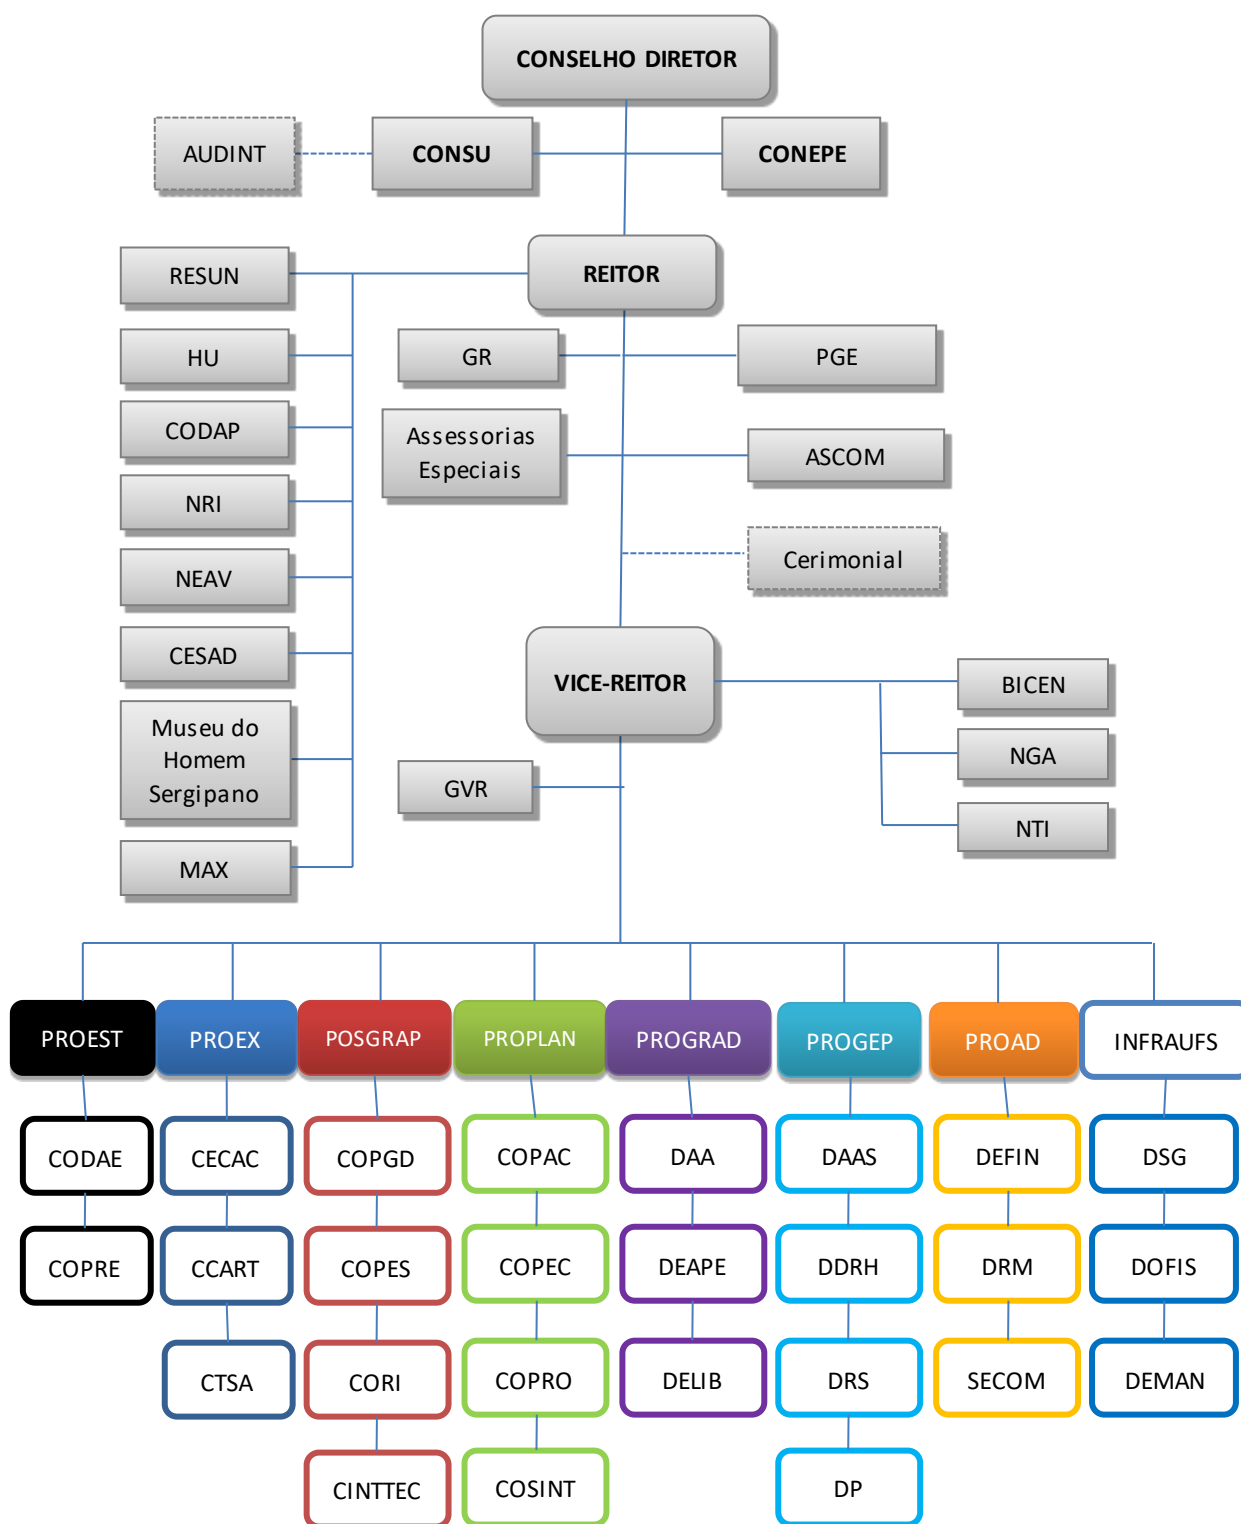 CONSELHO DIRETOR
AUDINT
CONSU
CONEPE
REITOR
RESUN
HU
CODAP
NRI
NEAV
CESAD
Museu do
Homem
Sergipano
MAX
GR
PGE
Assessorias
Especiais
ASCOM
Cerimonial
VICE-REITOR
BICEN
NGA
NTI
GVR
PROEST
PROEX
POSGRAP
PROPLAN
PROGRAD
PROGEP
PROAD
INFRAUFS
CODAE
CECAC
COPGD
COPAC
DAA
DAAS
DEFIN
DSG
COPRE
CCART
COPES
COPEC
DEAPE
DDRH
DRM
DOFIS
CTSA
CORI
COPRO
DELIB
DRS
SECOM
DEMAN
CINTTEC
COSINT
DP